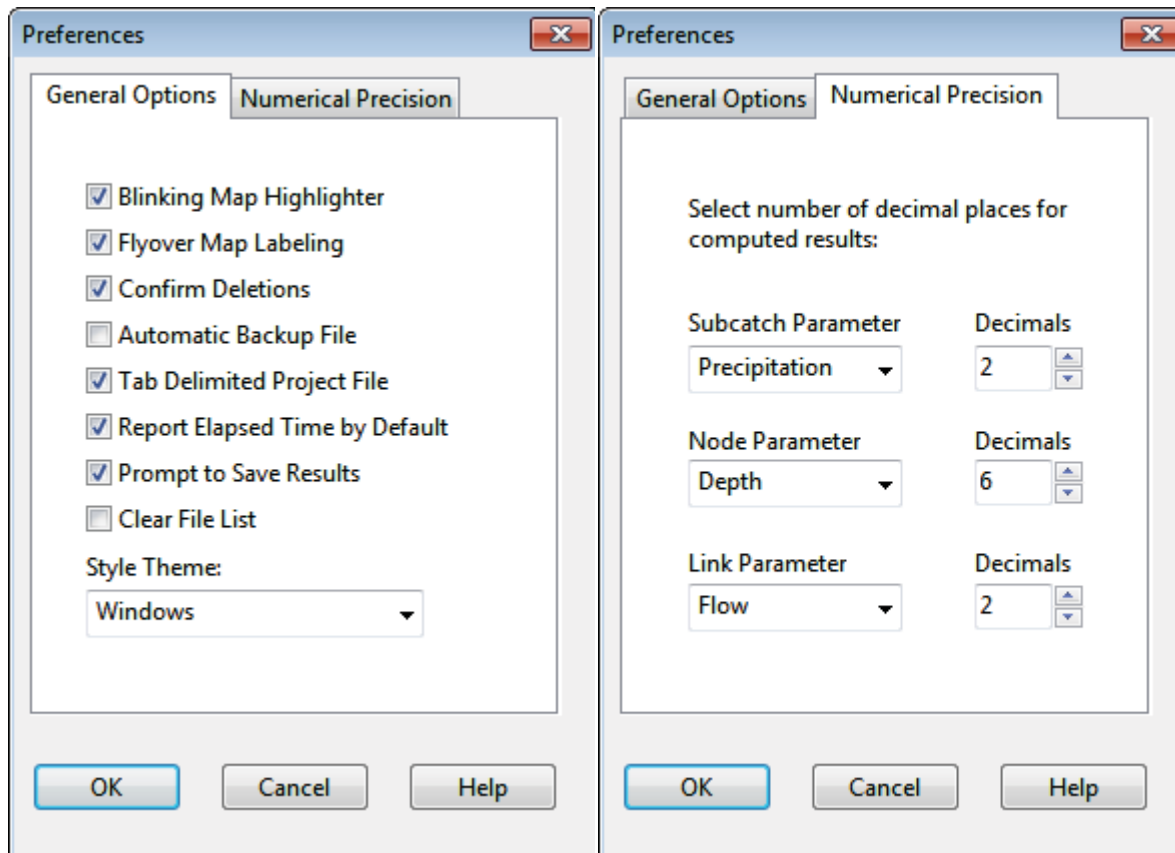 Preferences
General Options
Numerical Precision
Blinking Map Highlighter
Flyover Map Labeling
Confirm Deletions
Automatic Backup File
Tab Delimited Project File
Report Elapsed Time by Default
Prompt to Save Results
Clear File List
Style Theme:
Windows
OK
Cancel
Help
Preferences
General Options
Numerical Precision
Select number of decimal places for
computed results:
Subcatch Parameter
Decimals
Precipitation
2
Node Parameter
Decimals
Depth
6
Link Parameter
Decimals
Flow
2
OK
Cancel
Help